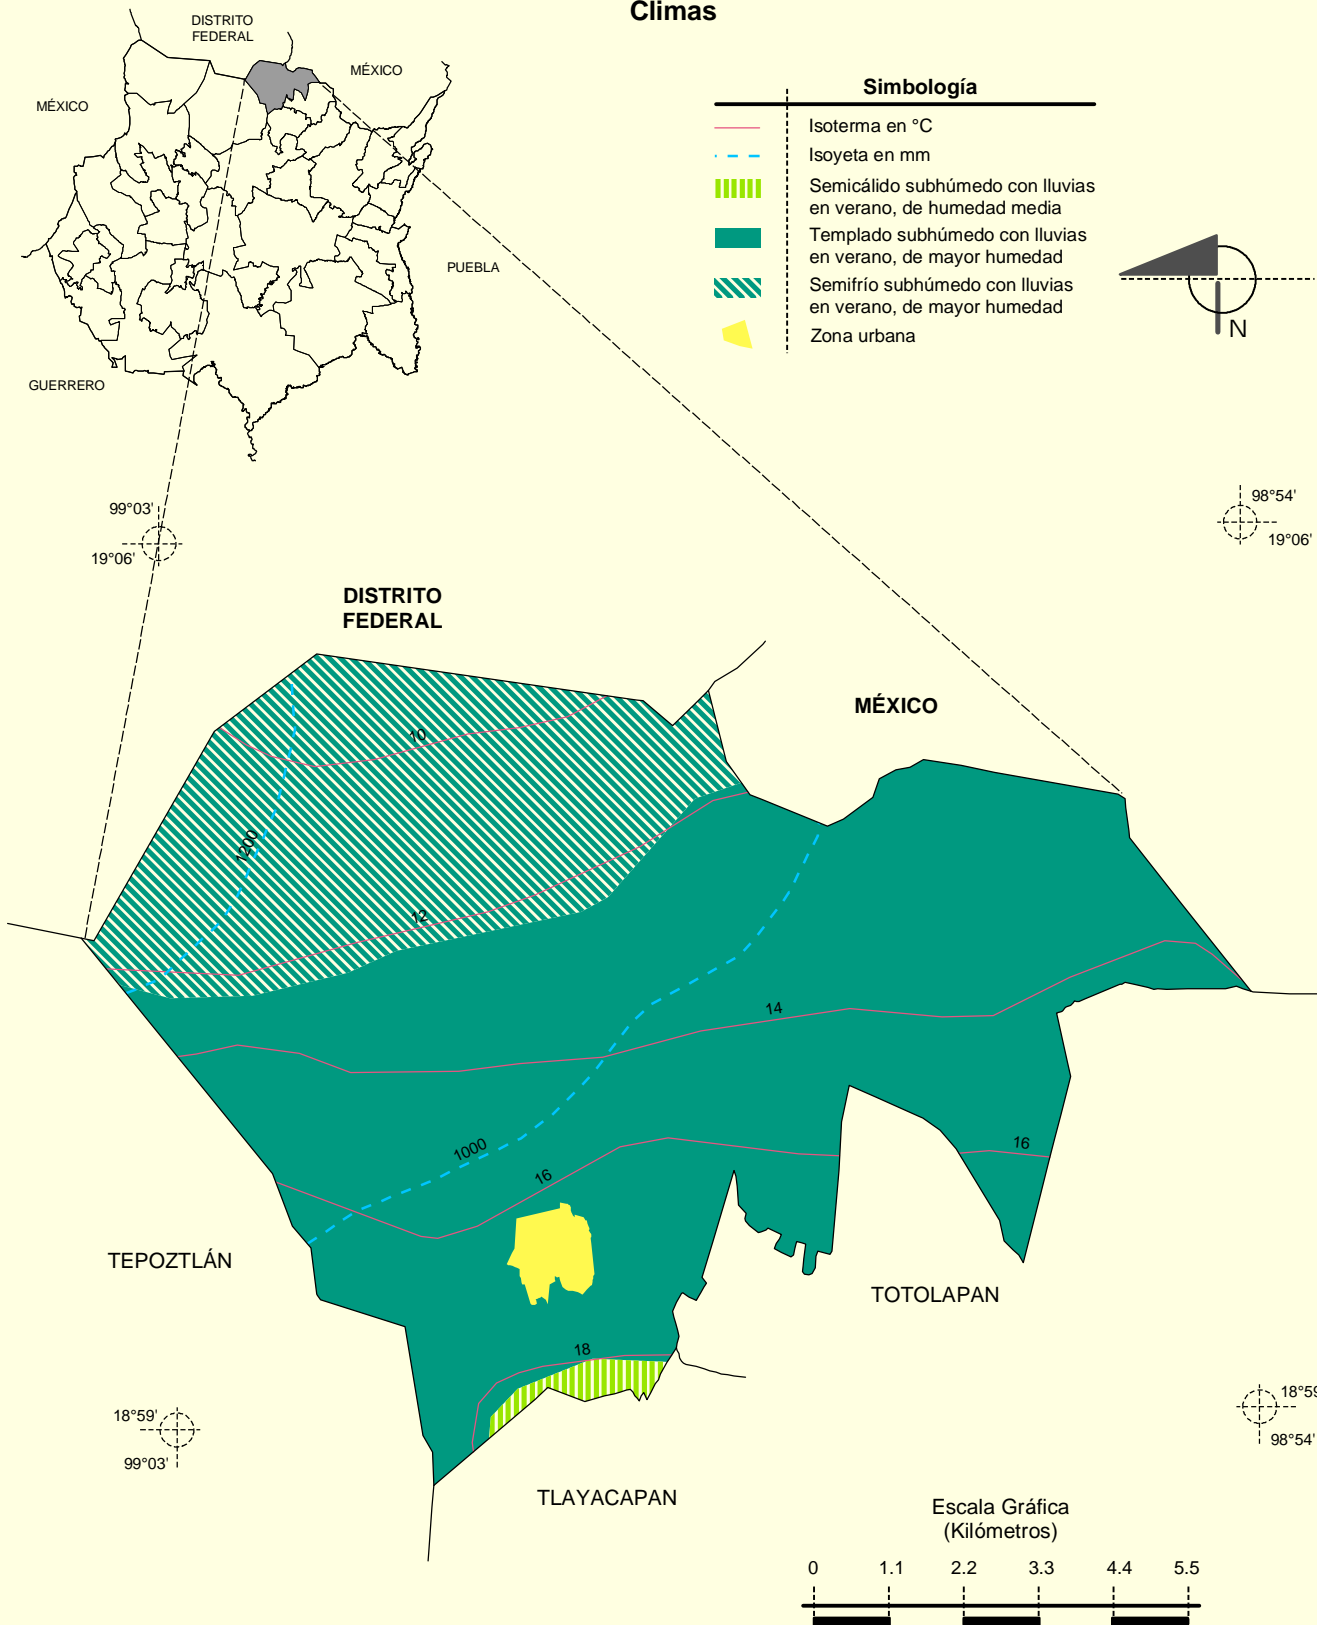 Climas
DISTRITO
FEDERAL
MÉXICO
MÉXICO
PUEBLA
GUERRERO
Simbología
Isoterma en °C
Isoyeta en mm
Semicálido subhúmedo con lluvias
en verano, de humedad media
Templado subhúmedo con lluvias
en verano, de mayor humedad
Semifrío subhúmedo con lluvias
en verano, de mayor humedad
Zona urbana
N
99°03'
19°06'
98°54'
19°06'
DISTRITO
FEDERAL
MÉXICO
10
1200
12
14
1000
16
16
18
TEPOZTLÁN
TOTOLAPAN
TLAYACAPAN
18°59'
99°03'
18°59
98°54'
Escala Gráfica
(Kilómetros)
0 1.1 2.2 3.3 4.4 5.5